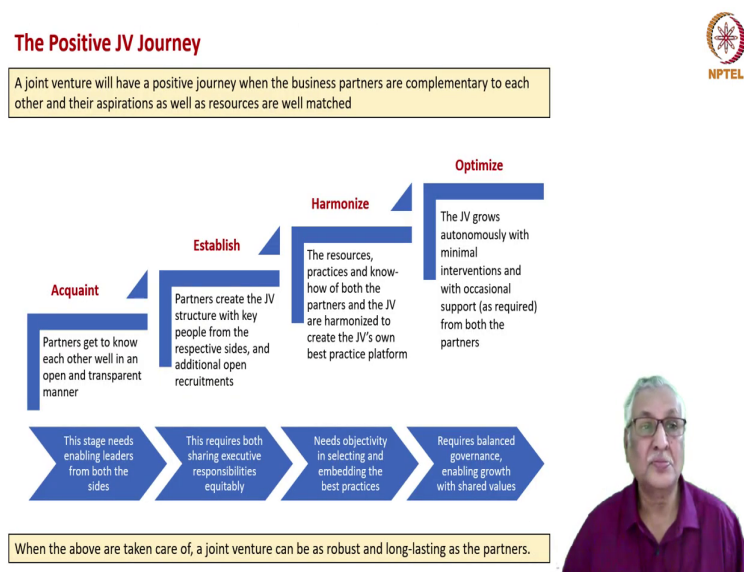 The Positive JV Journey
NPTEL
A joint venture will have a positive journey when the business partners are complementary to each
other and their aspirations as well as resources are well matched
Acquaint
Partners get to know
each other well in an
open and transparent
manner
Establish
Partners create the JV
structure with key
people from the
respective sides, and
additional open
recruitments
Harmonize
The resources,
practices and know-
how of both the
partners and the JV
are harmonized to
create the JV's own
best practice platform
Optimize
The JV grows
autonomously with
minimal
interventions and
with occasional
support (as required)
from both the
partners
This stage needs
enabling leaders
from both the
sides
This requires both
sharing executive
responsibilities
equitably
Needs objectivity
in selecting and
embedding the
best practices
Requires balanced
governance,
enabling growth
with shared values
When the above are taken care of, a joint venture can be as robust and long-lasting as the partners.